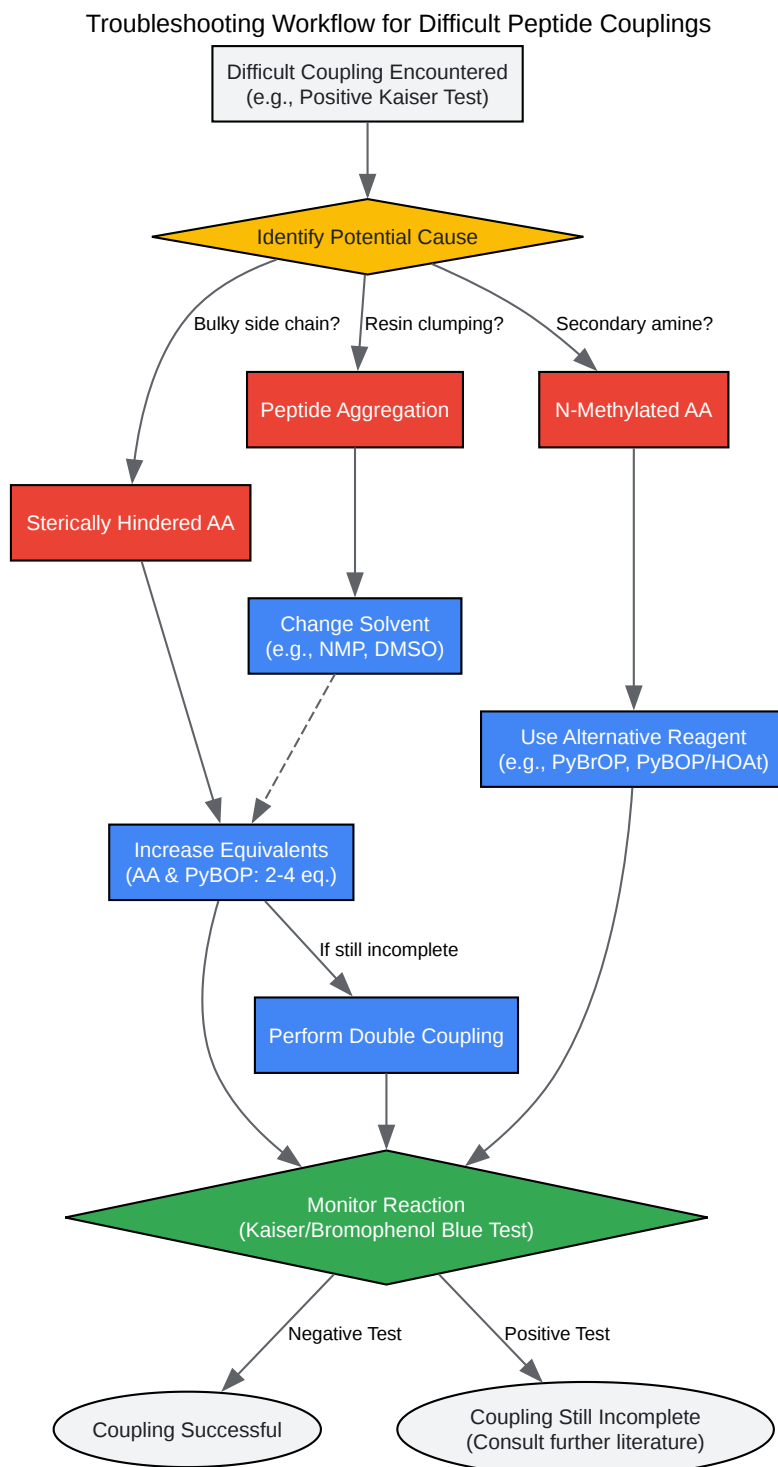 Troubleshooting Workflow for Difficult Peptide Couplings
Difficult Coupling Encountered
(e.g., Positive Kaiser Test)
Identify Potential Cause
Bulky side chain?
Resin clumping?
Secondary amine?
Peptide Aggregation
N-Methylated AA
Sterically Hindered AA
Change Solvent
(e.g., NMP, DMSO)
Use Alternative Reagent
(e.g., PyBrOP, PyBOP/HOAt)
Increase Equivalents
(AA & PyBOP: 2-4 eq.)
If still incomplete
Perform Double Coupling
Monitor Reaction
(Kaiser/Bromophenol Blue Test)
Negative Test
Positive Test
Coupling Successful
Coupling Still Incomplete
(Consult further literature)